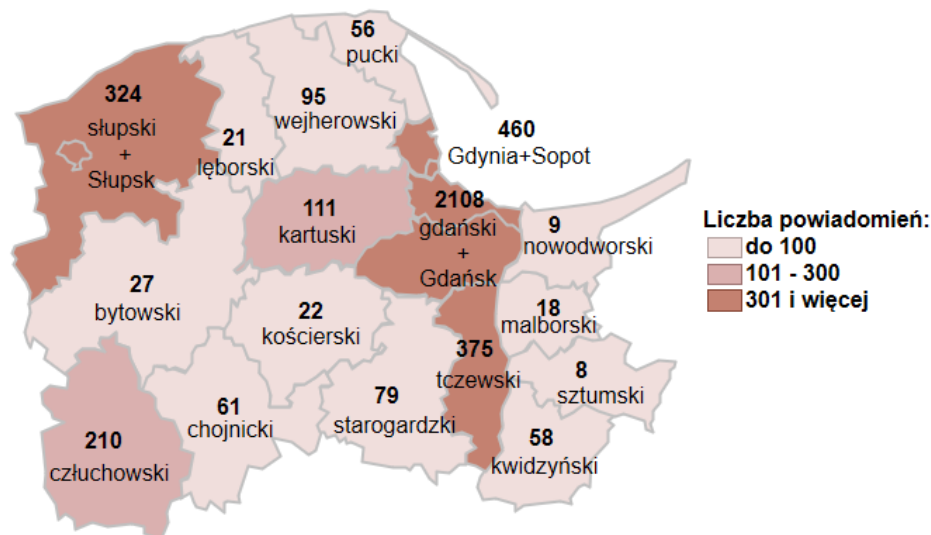 56
pucki
324
słupski
+
Słupsk
95
wejherowski
21
lęborski
460
Gdynia+Sopot
111
kartuski
2108
gdański
+
Gdańsk
9
nowodworski
27
bytowski
22
kościerski
18
malborski
375
tczewski
8
sztumski
61
chojnicki
79
starogardzki
58
kwidzyński
210
człuchowski
Liczba powiadomień:
do 100
101 - 300
301 i więcej